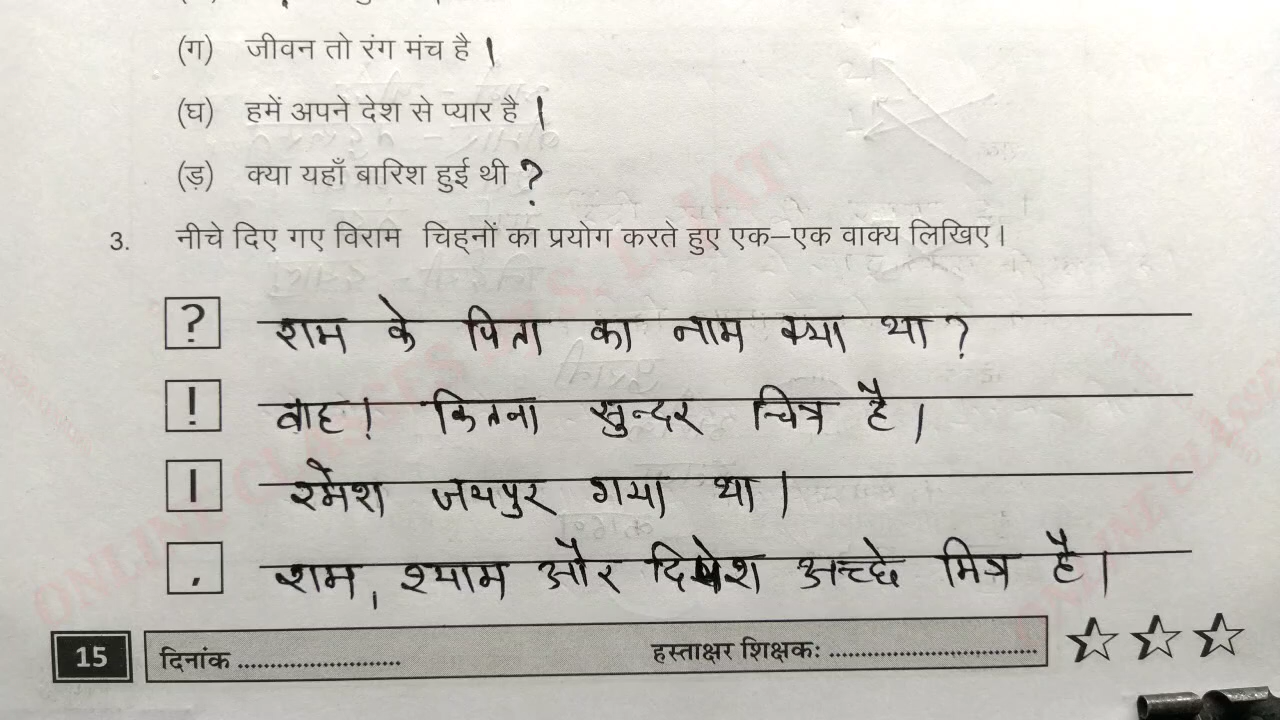 (ग) जीवन तो रंग मंच है।
(घ) हमें अपने देश से प्यार है।
(ड़) क्या यहाँ बारिश हुई थी ?
3. नीचे दिए गए विराम चिह्नों का प्रयोग करते हुए एक–एक वाक्य लिखिए।
? राम के पिता का नाम क्या था?
! वाह! कितना सुन्दर चित्र है।
। रमेश जयपुर गया था।
, राम, श्याम और दिपेश अच्छे मित्र है।
15 दिनांक ........................ हस्ताक्षर शिक्षकः ................................